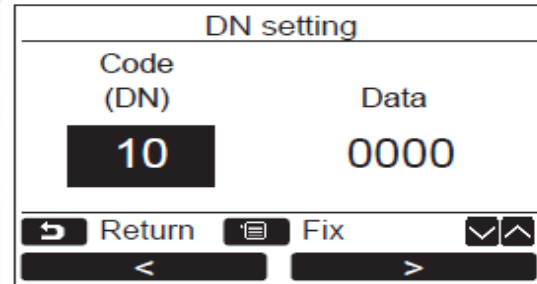 DN setting
Code
(DN)
Data
10
0000
Return
Fix
<
>